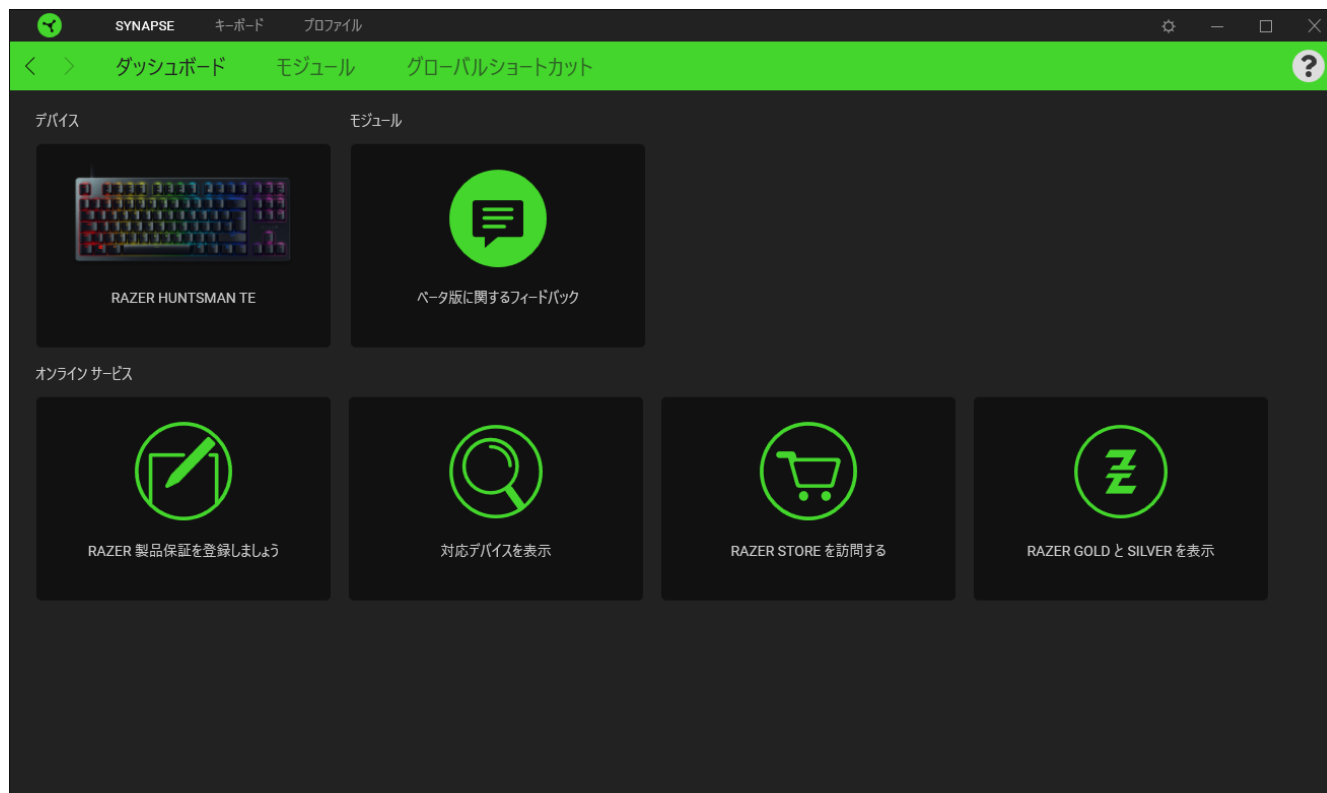 SYNAPSE キーボード プロファイル
ダッシュボード モジュール グローバルショートカット ?
デバイス モジュール
RAZER HUNTSMAN TE ベータ版に関するフィードバック
オンライン サービス
RAZER 製品保証を登録しましょう 対応デバイスを表示 RAZER STORE を訪問する RAZER GOLD と SILVER を表示